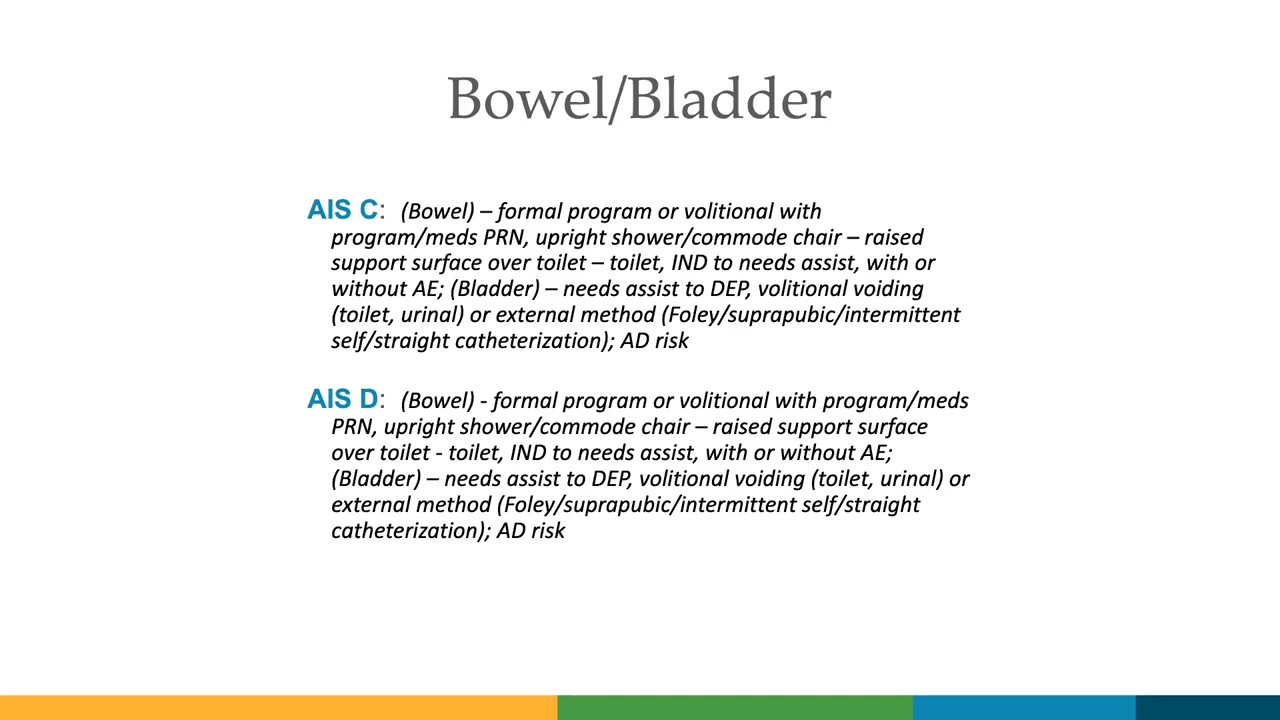 Bowel/Bladder
AIS C: (Bowel) – formal program or volitional with
program/meds PRN, upright shower/commode chair – raised
support surface over toilet – toilet, IND to needs assist, with or
without AE; (Bladder) – needs assist to DEP, volitional voiding
(toilet, urinal) or external method (Foley/suprapubic/intermittent
self/straight catheterization); AD risk
AIS D: (Bowel) - formal program or volitional with program/meds
PRN, upright shower/commode chair – raised support surface
over toilet - toilet, IND to needs assist, with or without AE;
(Bladder) – needs assist to DEP, volitional voiding (toilet, urinal) or
external method (Foley/suprapubic/intermittent self/straight
catheterization); AD risk